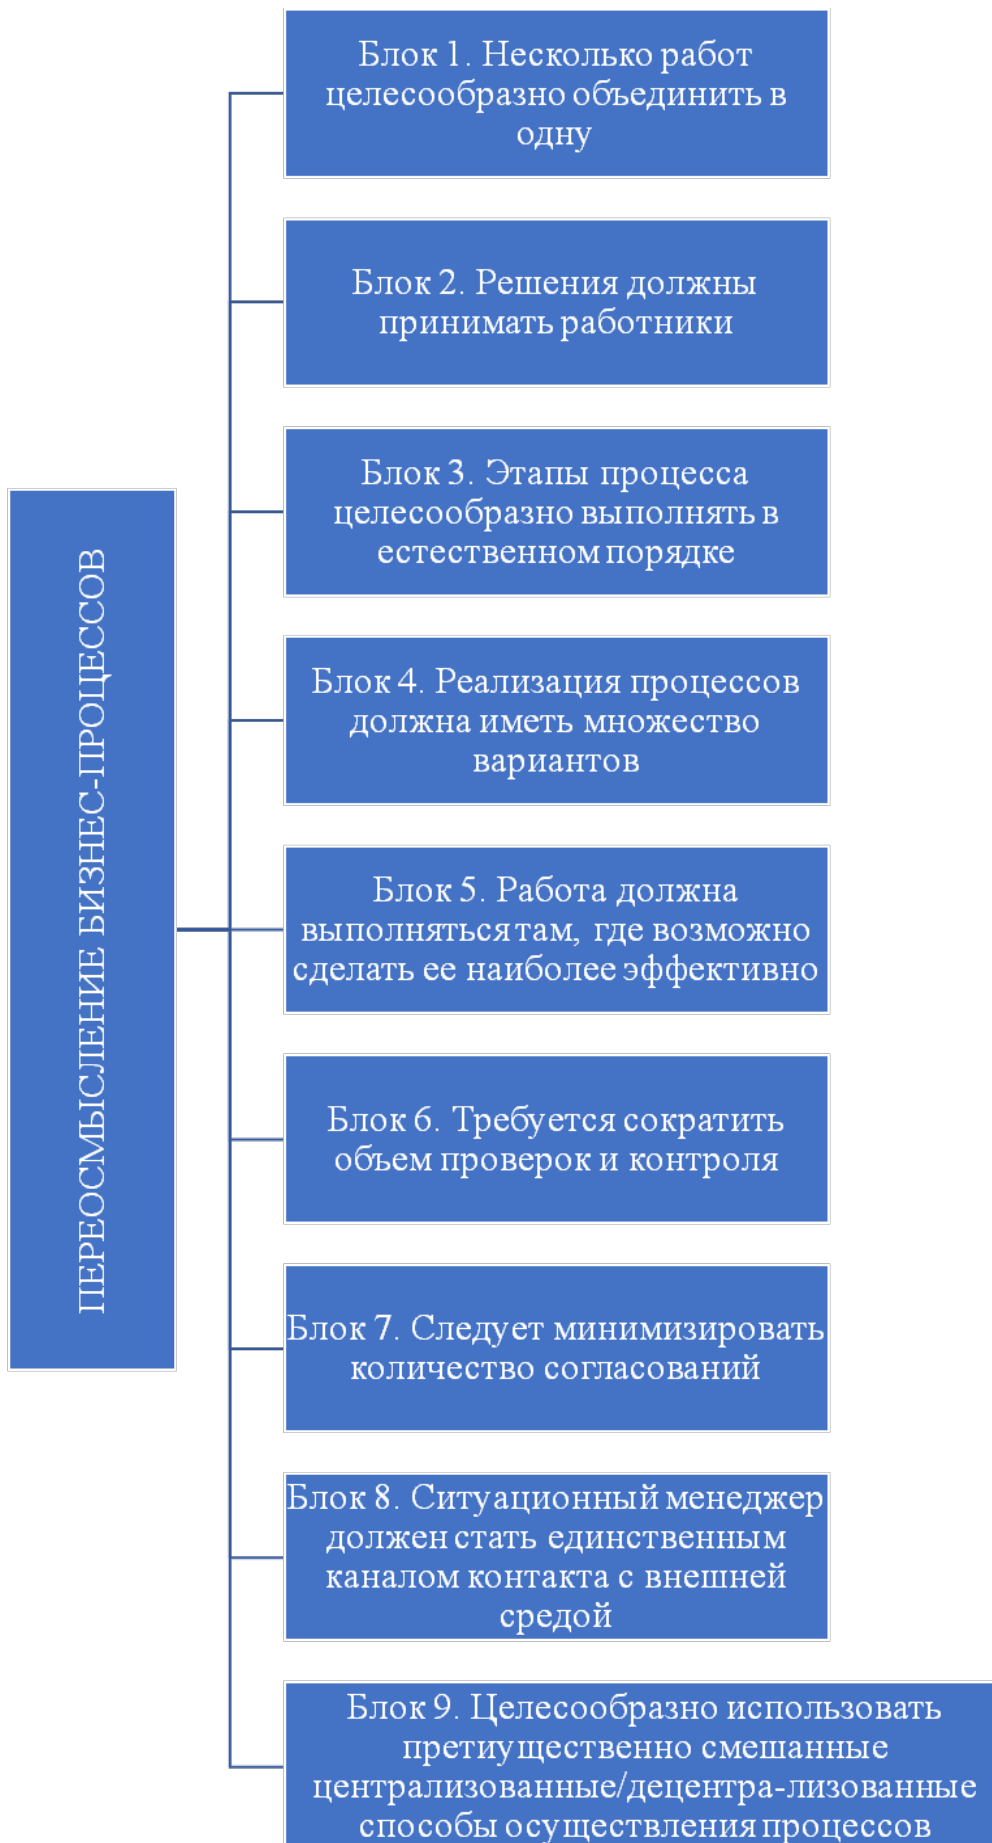 ПЕРЕОСМЫСЛЕНИЕ БИЗНЕС-ПРОЦЕССОВ
Блок 1. Несколько работ
целесообразно объединить в
одну
Блок 2. Решения должны
принимать работники
Блок 3. Этапы процесса
целесообразно выполнять в
естественном порядке
Блок 4. Реализация процессов
должна иметь множество
вариантов
Блок 5. Работа должна
выполняться там, где возможно
сделать ее наиболее эффективно
Блок 6. Требуется сократить
объем проверок и контроля
Блок 7. Следует минимизировать
количество согласований
Блок 8. Ситуационный менеджер
должен стать единственным
каналом контакта с внешней
средой
Блок 9. Целесообразно использовать
претиущественно смешанные
централизованные/децентра-лизованные
способы осуществления процессов